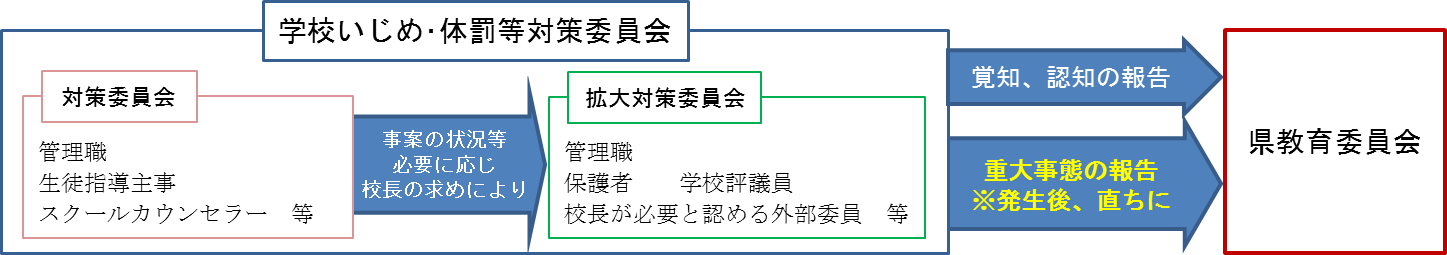 学校いじめ・体罰等対策委員会
対策委員会
管理職
生徒指導主事
スクールカウンセラー　等
事案の状況等
必要に応じ
校長の求めにより
拡大対策委員会
管理職
保護者　　学校評議員
校長が必要と認める外部委員　等
覚知、認知の報告
重大事態の報告
※発生後、直ちに
県教育委員会